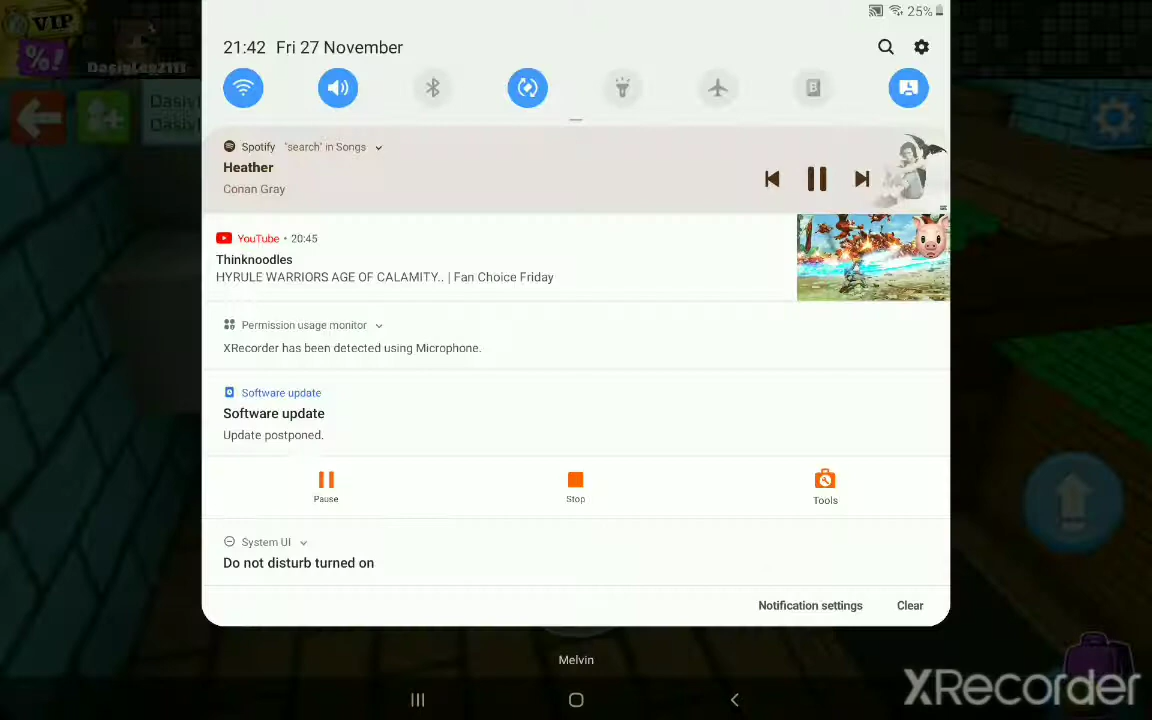 25%
21:42 Fri 27 November
VIP
%!
DasiyLeg2111
Spotify "search" in Songs
Heather
Conan Gray
YouTube • 20:45
Thinknoodles
HYRULE WARRIORS AGE OF CALAMITY.. | Fan Choice Friday
Permission usage monitor
XRecorder has been detected using Microphone.
Software update
Software update
Update postponed.
Pause
Stop
Tools
System UI
Do not disturb turned on
Notification settings
Clear
Melvin
XRecorder